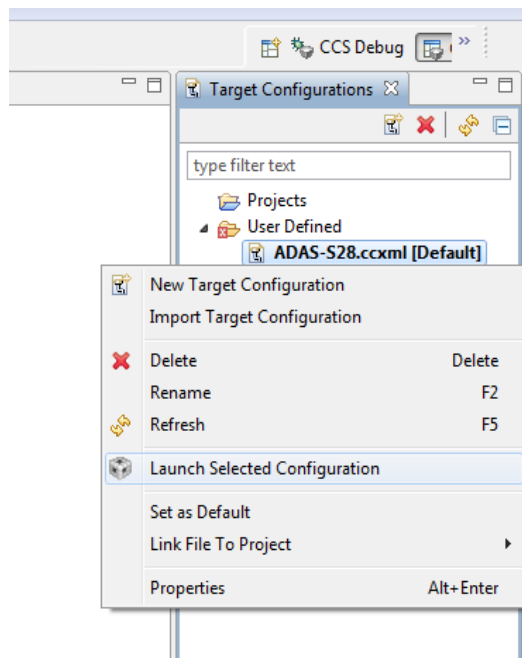 CCS Debug
Target Configurations
type filter text
Projects
User Defined
ADAS-S28.ccxml [Default]
New Target Configuration
Import Target Configuration
Delete Delete
Rename F2
Refresh F5
Launch Selected Configuration
Set as Default
Link File To Project
Properties Alt+Enter